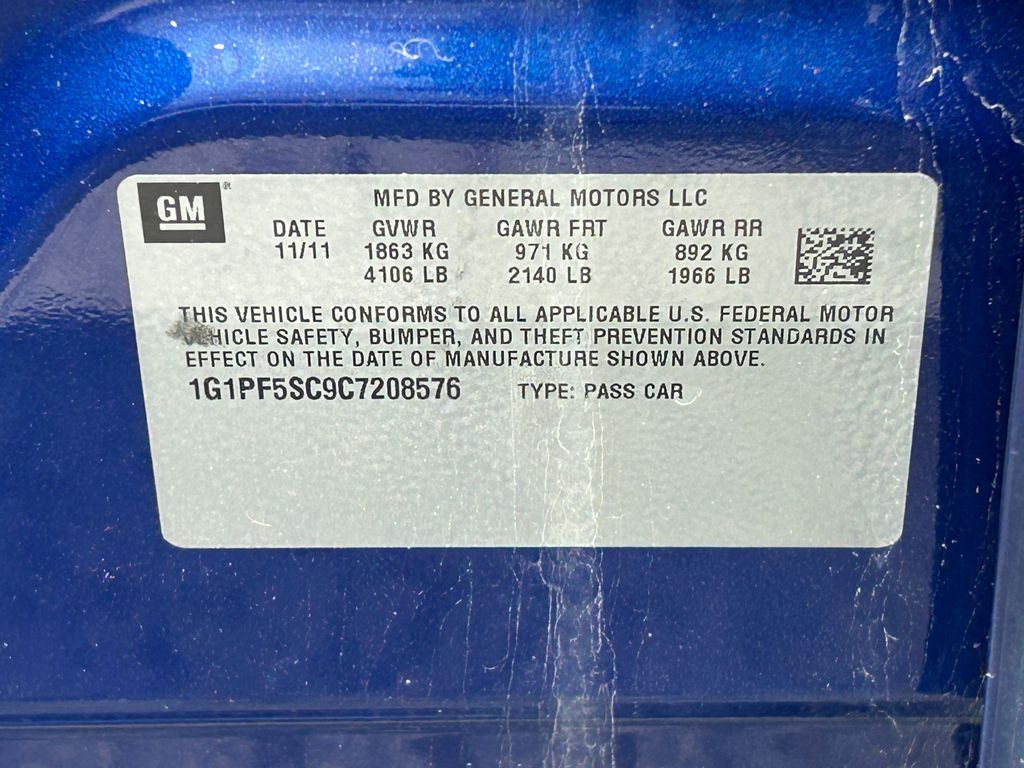 GM
MFD BY GENERAL MOTORS LLC
DATE GVWR GAWR FRT GAWR RR
11/11 1863 KG 971 KG 892 KG
4106 LB 2140 LB 1966 LB
THIS VEHICLE CONFORMS TO ALL APPLICABLE U.S. FEDERAL MOTOR
VEHICLE SAFETY, BUMPER, AND THEFT PREVENTION STANDARDS IN
EFFECT ON THE DATE OF MANUFACTURE SHOWN ABOVE.
1G1PF5SC9C7208576 TYPE: PASS CAR